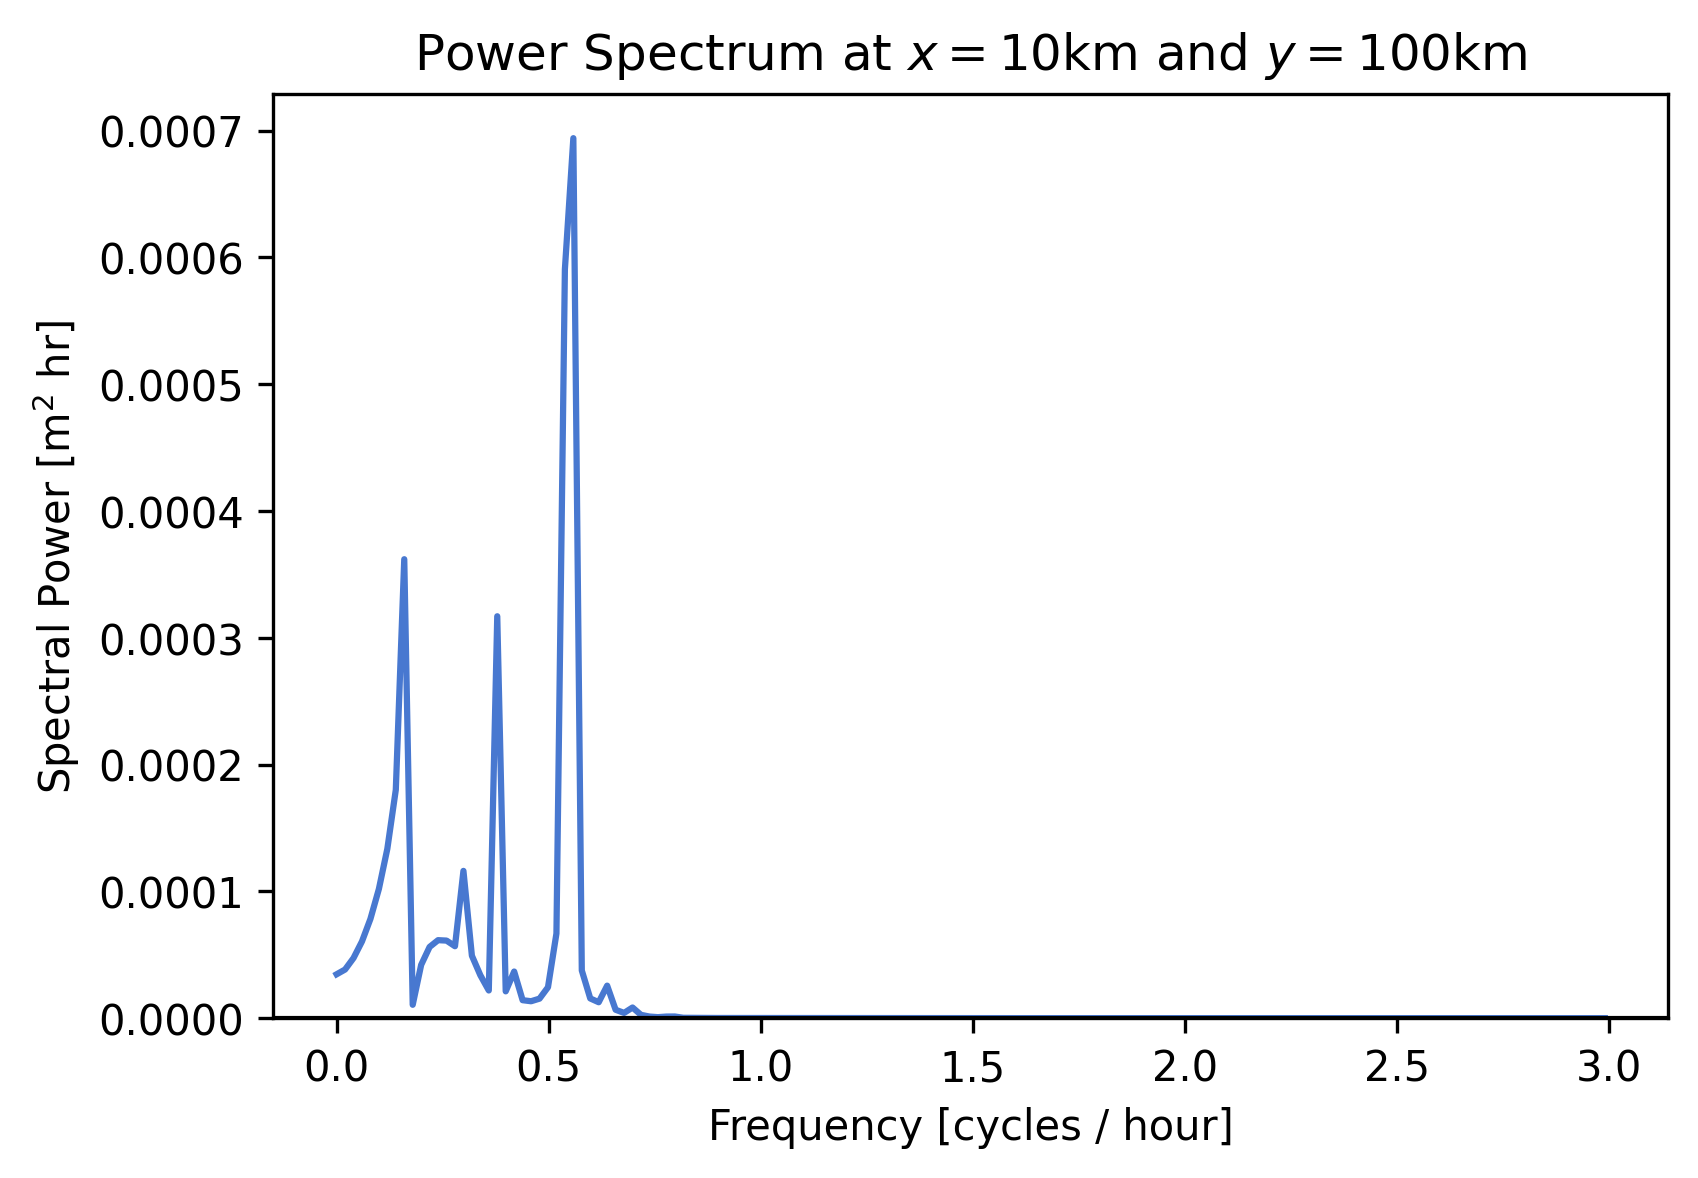 Power Spectrum at x = 10km and y = 100km
Spectral Power [m² hr]
0.0007
0.0006
0.0005
0.0004
0.0003
0.0002
0.0001
0.0000
0.0 0.5 1.0 1.5 2.0 2.5 3.0
Frequency [cycles / hour]